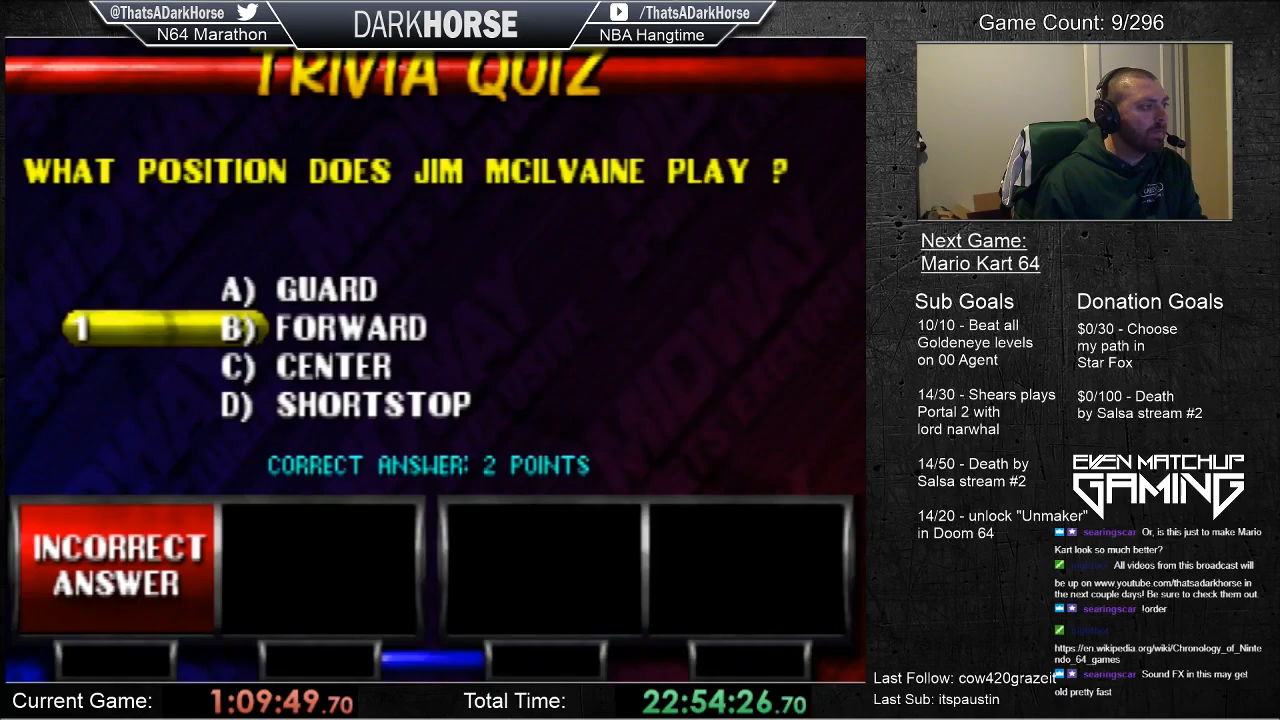 @ThatsADarkHorse
N64 Marathon
DARKHORSE
/ThatsADarkHorse
NBA Hangtime
Game Count: 9/296
TRIVIA QUIZ
WHAT POSITION DOES JIM MCILVAINE PLAY ?
A) GUARD
1 B) FORWARD
C) CENTER
D) SHORTSTOP
CORRECT ANSWER: 2 POINTS
INCORRECT
ANSWER
Next Game:
Mario Kart 64
Sub Goals
10/10 - Beat all
Goldeneye levels
on 00 Agent
14/30 - Shears plays
Portal 2 with
lord narwhal
14/50 - Death by
Salsa stream #2
14/20 - unlock "Unmaker"
in Doom 64
Donation Goals
$0/30 - Choose
my path in
Star Fox
$0/100 - Death
by Salsa stream #2
EVEN MATCHUP
GAMING
searingscar Or, is this just to make Mario
Kart look so much better?
All videos from this broadcast will
be up on www.youtube.com/thatsadarkhorse in
the next couple days! Be sure to check them out.
searingscar !order
https://en.wikipedia.org/wiki/Chronology_of_Ninte
ndo_64_games
searingscar Sound FX in this may get
old pretty fast
Last Follow: cow420grazeit
Last Sub: itspaustin
Current Game: 1:09:49.70
Total Time: 22:54:26.70